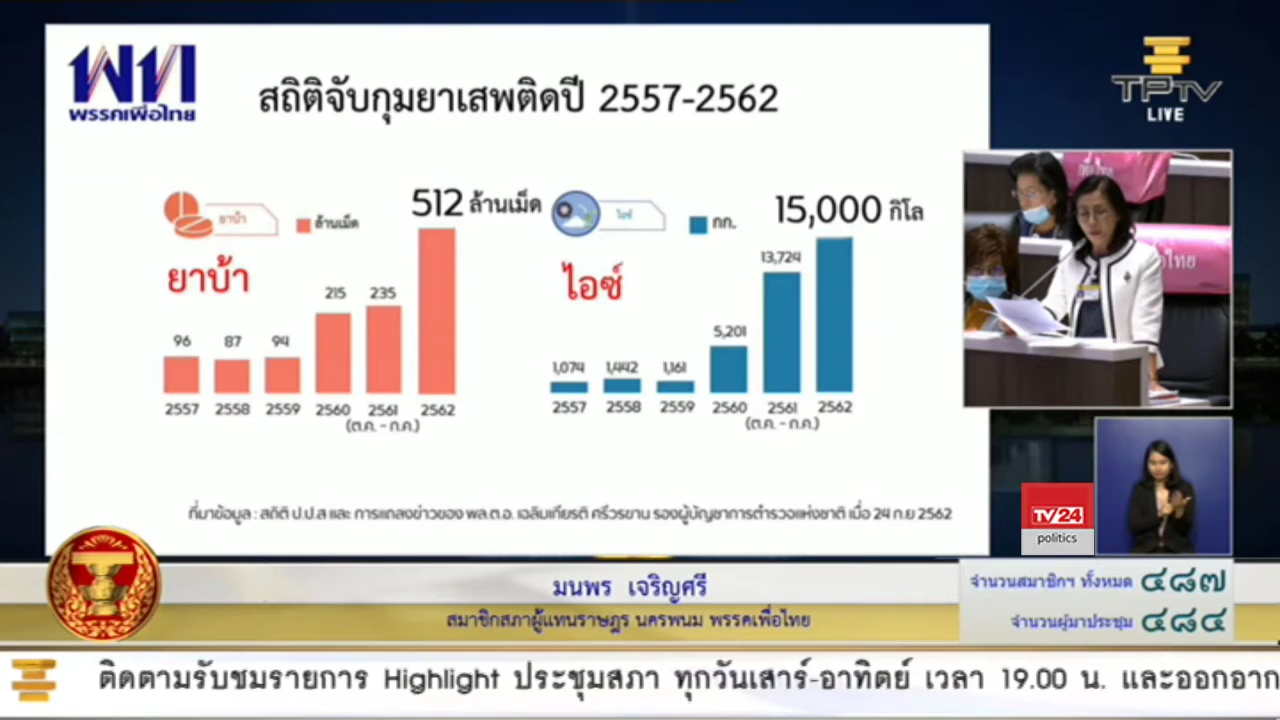 พท
พรรคเพื่อไทย
สถิติจับกุมยาเสพติดปี 2557-2562
TPTV
LIVE
ยาบ้า
ล้านเม็ด
512 ล้านเม็ด
ยาบ้า
215
235
96
87
94
2557 2558 2559 2560 2561 2562
(ต.ค. - ก.ค.)
ไอซ์
กก.
15,000 กิโล
ไอซ์
13,724
5,201
1,074
1,442
1,161
2557 2558 2559 2560 2561 2562
(ต.ค. - ก.ค.)
ที่มาข้อมูล : สถิติ ป.ป.ส และ การแถลงข่าวของ พล.ต.อ. เฉลิมเกียรติ ศรีวรขาน รองผู้บัญชาการตำรวจแห่งชาติ เมื่อ 24 ก.ย 2562
เพื่อไทย
TV/24
politics
มนพร เจริญศรี
สมาชิกสภาผู้แทนราษฎร นครพนม พรรคเพื่อไทย
จำนวนสมาชิกฯ ทั้งหมด ๔๘๗
จำนวนผู้มาประชุม ๔๘๔
ติดตามรับชมรายการ Highlight ประชุมสภา ทุกวันเสาร์-อาทิตย์ เวลา 19.00 น. และออกอาก